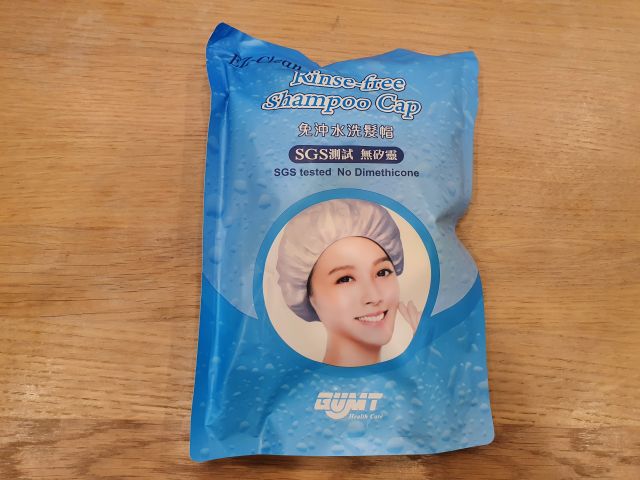 EZ-Clean
Rinse-free
Shampoo Cap
免沖水洗髮帽
SGS測試 無矽靈
SGS tested No Dimethicone
GUMT
Health Care